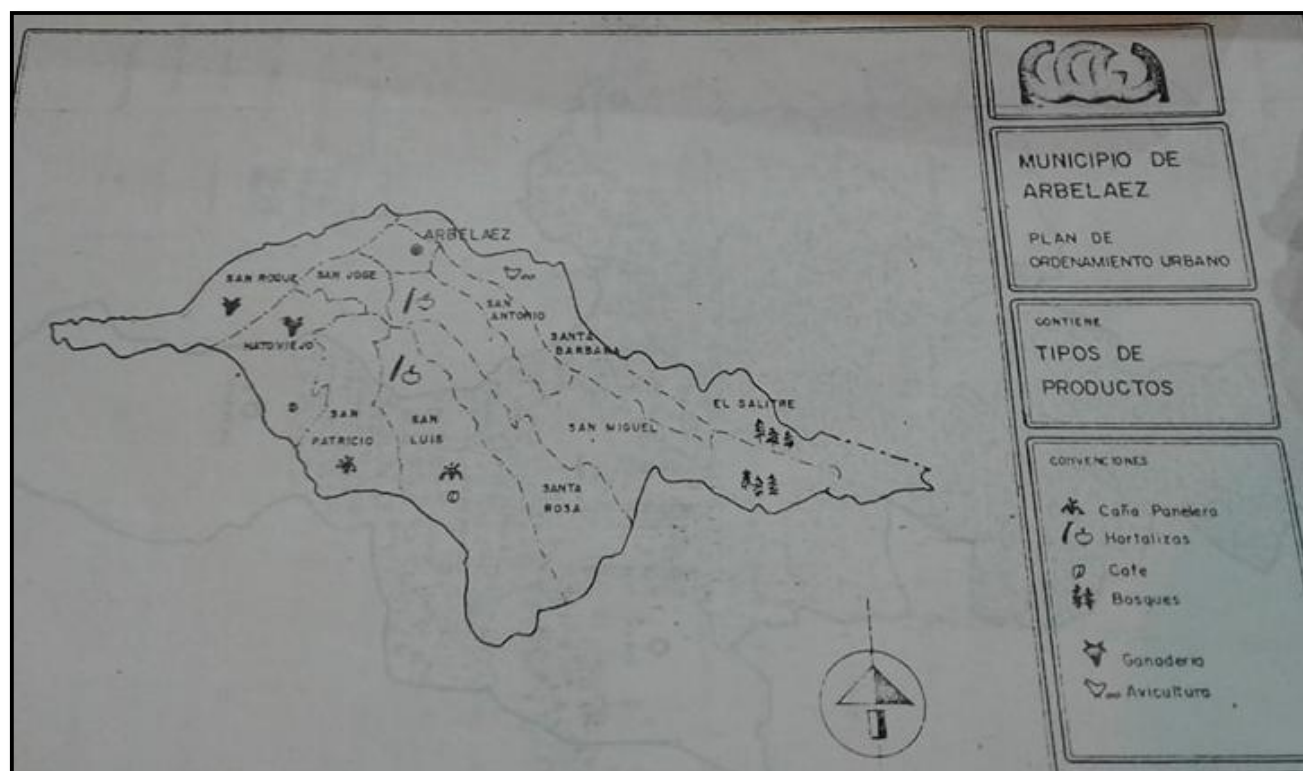 ARBELAEZ
SAN ROQUE
SAN JOSE
SAN
ANTONIO
SANTA
BARBARA
HATOVIEJO
EL SALITRE
SAN
PATRICIO
SAN
LUIS
SAN MIGUEL
SANTA
ROSA
MUNICIPIO DE
ARBELAEZ
PLAN DE
ORDENAMIENTO URBANO
CONTIENE
TIPOS DE
PRODUCTOS
CONVENCIONES
Caña Panelera
Hortalizas
Cafe
Bosques
Ganaderia
Avicultura